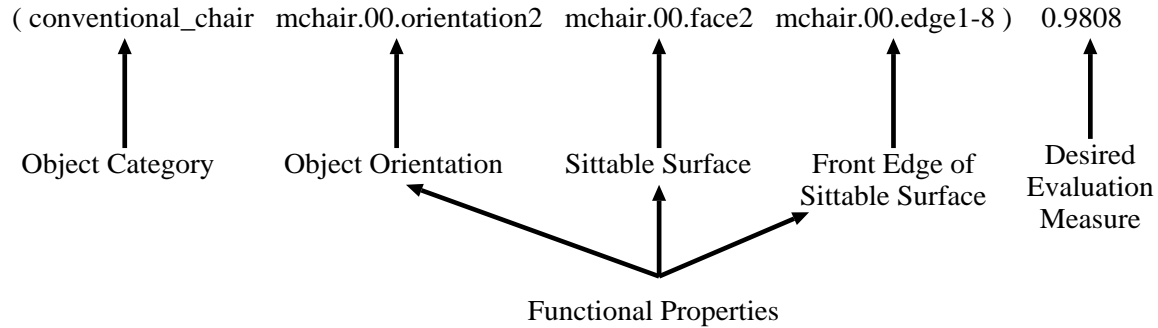 ( conventional_chair mchair.00.orientation2 mchair.00.face2 mchair.00.edge1-8 ) 0.9808
Object Category Object Orientation Sittable Surface Front Edge of Sittable Surface Desired Evaluation Measure
Functional Properties